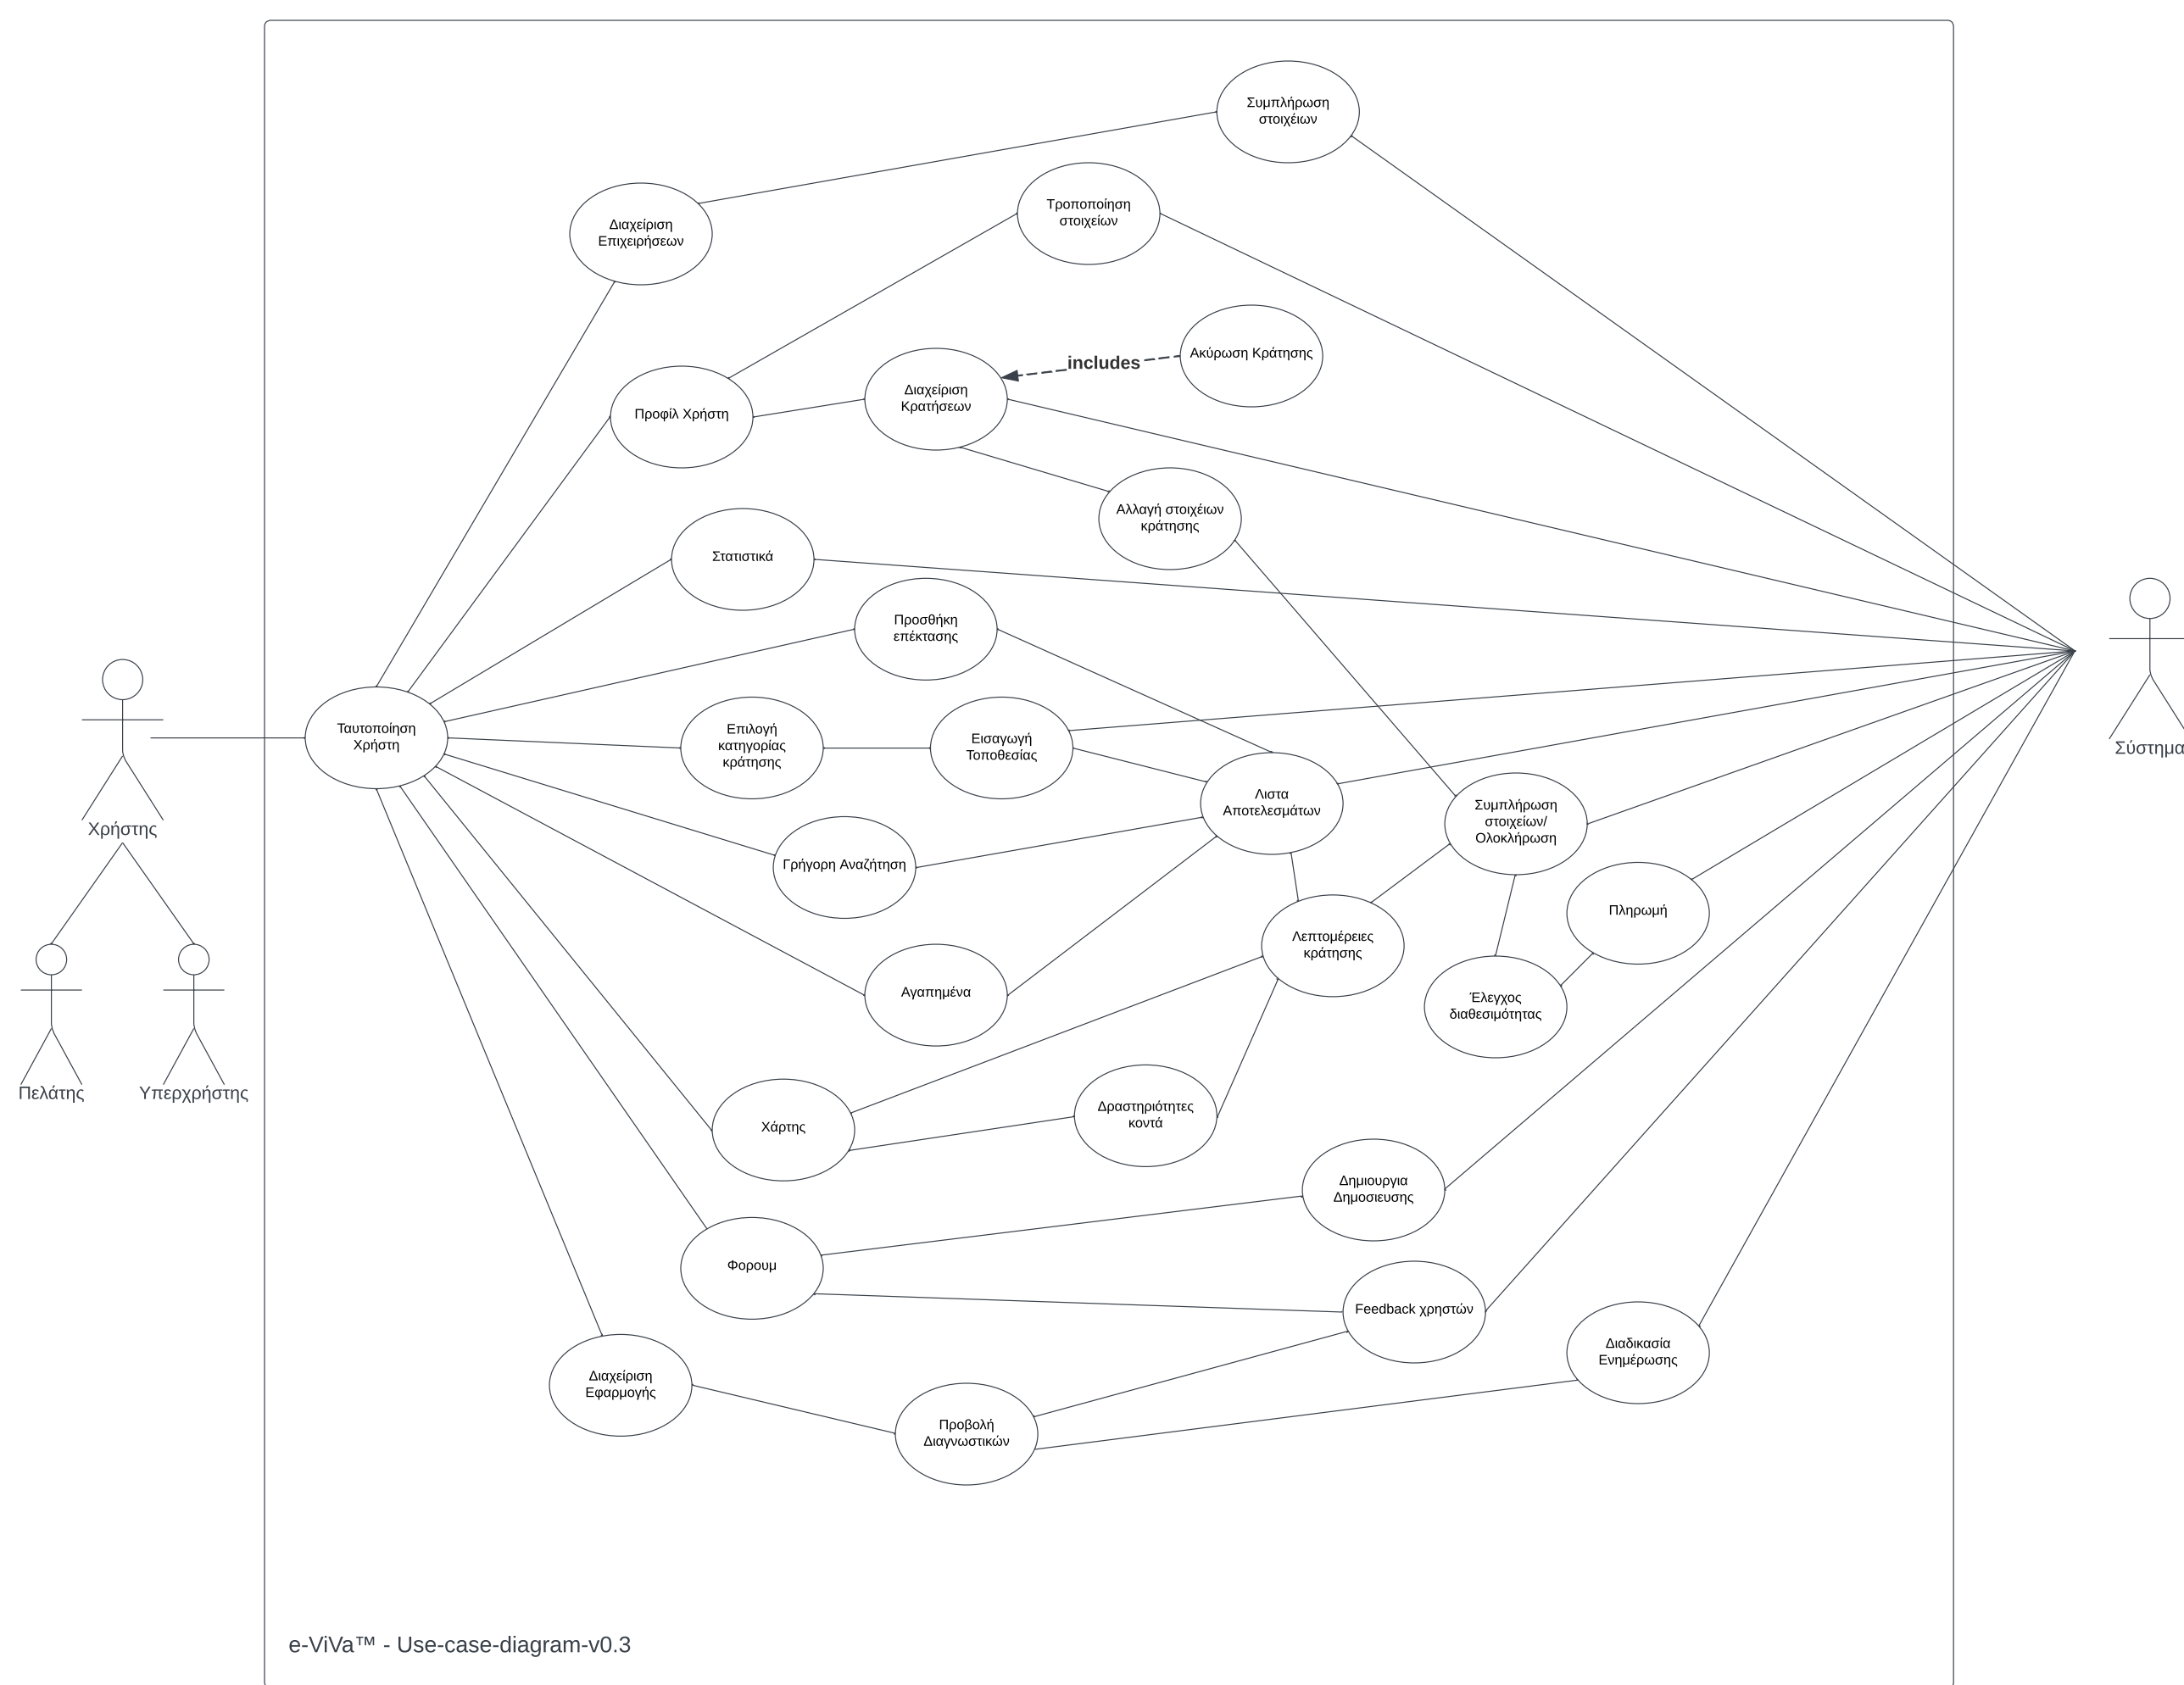 Συμπλήρωση
στοιχέιων
Τροποποίηση
στοιχείων
Διαχείριση
Επιχειρήσεων
includes
Ακύρωση Κράτησης
Διαχείριση
Κρατήσεων
Προφίλ Χρήστη
Αλλαγή στοιχέιων
κράτησης
Στατιστικά
Προσθήκη
επέκτασης
Ταυτοποίηση
Χρήστη
Επιλογή
κατηγορίας
κράτησης
Εισαγωγή
Τοποθεσίας
Σύστημα
Λιστα
Αποτελεσμάτων
Συμπλήρωση
στοιχείων/
Ολοκλήρωση
Χρήστης
Γρήγορη Αναζήτηση
Πληρωμή
Λεπτομέρειες
κράτησης
Αγαπημένα
Έλεγχος
διαθεσιμότητας
Πελάτης
Υπερχρήστης
Χάρτης
Δραστηριότητες
κοντά
Δημιουργια
Δημοσιευσης
Φορουμ
Feedback χρηστών
Διαδικασία
Ενημέρωσης
Διαχείριση
Εφαρμογής
Προβολή
Διαγνωστικών
e-ViVa™ - Use-case-diagram-v0.3